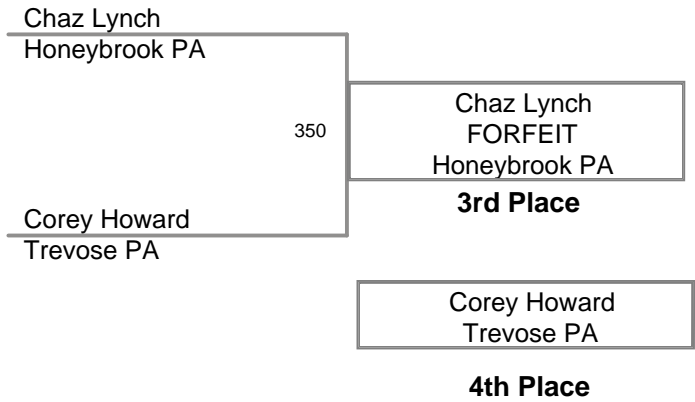 Chaz Lynch
Honeybrook PA
350
Chaz Lynch
FORFEIT
Honeybrook PA
3rd Place
Corey Howard
Trevose PA
Corey Howard
Trevose PA
4th Place